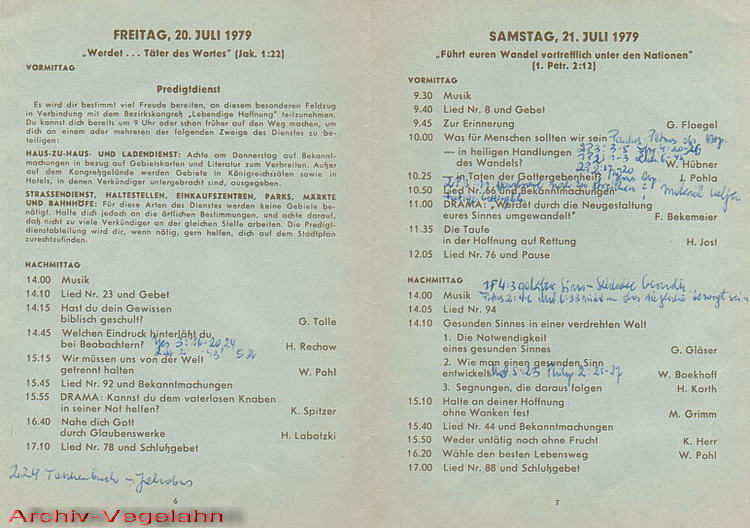 FREITAG, 20. JULI 1979
„Werdet . . . Täter des Wortes" (Jak. 1:22)
VORMITTAG
Predigtdienst
Es wird dir bestimmt viel Freude bereiten, an diesem besonderen Feldzug
in Verbindung mit dem Bezirkskongreß „Lebendige Hoffnung" teilzunehmen.
Du kannst dich bereits um 9 Uhr oder schon früher auf den Weg machen, um
dich an einem oder mehreren der folgenden Zweige des Dienstes zu be-
teiligen:
HAUS-ZU-HAUS- UND LADENDIENST: Achte am Donnerstag auf Bekannt-
machungen in bezug auf Gebietskarten und Literatur zum Verbreiten. Außer
auf dem Kongreßgelände werden Gebiete in Königreichssälen sowie in
Hotels, in denen Verkündiger untergebracht sind, ausgegeben.
STRASSENDIENST, HALTESTELLEN, EINKAUFSZENTREN, PARKS, MÄRKTE
UND BAHNHÖFE: Für diese Arten des Dienstes werden keine Gebiete be-
nötigt. Halte dich jedoch an die örtlichen Bestimmungen, und achte darauf,
daß nicht zu viele Verkündiger an der gleichen Stelle arbeiten. Die Predigt-
dienstabteilung wird dir, wenn nötig, gern helfen, dich auf dem Stadtplan
zurechtzufinden.
NACHMITTAG
14.00 Musik
14.10 Lied Nr. 23 und Gebet
14.15 Hast du dein Gewissen
biblisch geschult? G. Tolle
14.45 Welchen Eindruck hinterläßt du
bei Beobachtern? H. Rechow
15.15 Wir müssen uns von der Welt
getrennt halten W. Pohl
15.45 Lied Nr. 92 und Bekanntmachungen
15.55 DRAMA: Kannst du dem vaterlosen Knaben
in seiner Not helfen? K. Spitzer
16.40 Nahe dich Gott
durch Glaubenswerke H. Labatzki
17.10 Lied Nr. 78 und Schlußgebet
2:24 Taschenbuch – Jakobus
6
SAMSTAG, 21. JULI 1979
„Führt euren Wandel vortrefflich unter den Nationen"
(1. Petr. 2:12)
VORMITTAG
9.30 Musik
9.40 Lied Nr. 8 und Gebet
9.45 Zur Erinnerung G. Floegel
10.00 Was für Menschen sollten wir sein
— in heiligen Handlungen
des Wandels? W. Hübner
10.25 — in Taten der Gottergebenheit? J. Pohla
10.50 Lied Nr. 66 und Bekanntmachungen
11.00 DRAMA: „Werdet durch die Neugestaltung
eures Sinnes umgewandelt" F. Bekemeier
11.35 Die Taufe
in der Hoffnung auf Rettung H. Jost
12.05 Lied Nr. 76 und Pause
NACHMITTAG
14.00 Musik
14.05 Lied Nr. 94
14.10 Gesunden Sinnes in einer verdrehten Welt
1. Die Notwendigkeit
eines gesunden Sinnes G. Gläser
2. Wie man einen gesunden Sinn
entwickelt W. Boekhoff
3. Segnungen, die daraus folgen H. Korth
15.10 Halte an deiner Hoffnung
ohne Wanken fest M. Grimm
15.40 Lied Nr. 44 und Bekanntmachungen
15.50 Weder untätig noch ohne Frucht K. Herr
16.20 Wähle den besten Lebensweg W. Pohl
17.00 Lied Nr. 88 und Schlußgebet
7
Archiv-Vegelahn